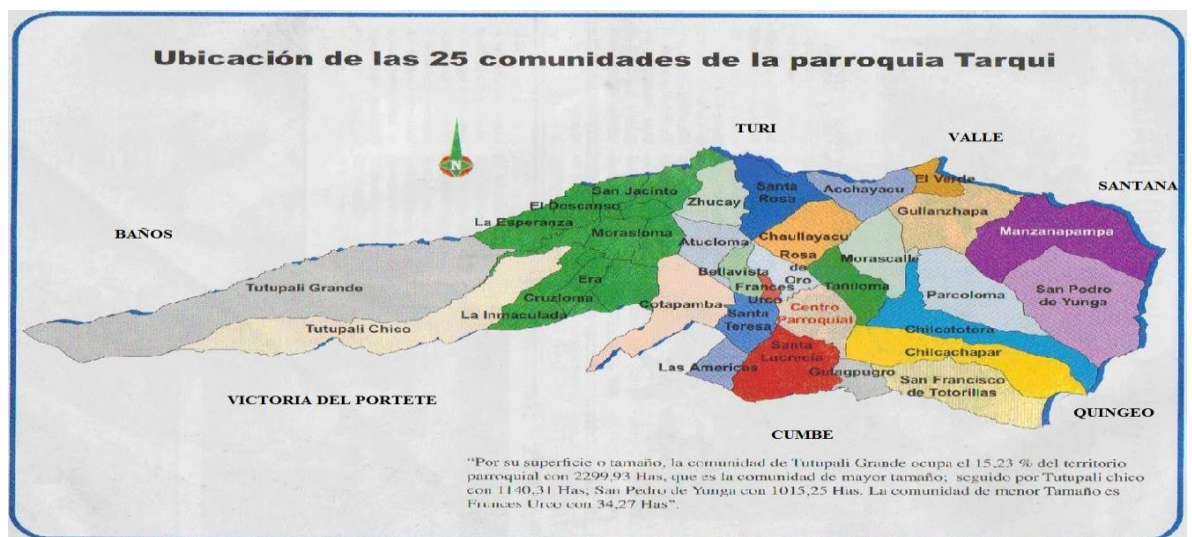 Ubicación de las 25 comunidades de la parroquia Tarqui
TURI
VALLE
SANTANA
BAÑOS
N
San Jacinto
El Descanso
La Esperanza
Morasloma
Zhucay
Santa
Rosa
Acchayacu
El Verde
Gullanzhapa
Manzanapampa
Atucloma
Chaullayacu
Morascalle
Tutupali Grande
Era
Cruzloma
Bellavista
Rosa
de
Oro
Taniloma
Parcoloma
San Pedro
de Yunga
Tutupali Chico
La Inmaculada
Cotapamba
Frances
Urco
Santa
Teresa
Centro
Parroquial
Chilcatotora
Chilcachapar
Las Americas
Santa
Lucrecia
Gulagpugro
San Francisco
de Totorillas
VICTORIA DEL PORTETE
CUMBE
QUINGEO
"Por su superficie o tamaño, la comunidad de Tutupali Grande ocupa el 15,23 % del territorio
parroquial con 2299,93 Has, que es la comunidad de mayor tamaño; seguido por Tutupali chico
con 1140,31 Has, San Pedro de Yunga con 1015,25 Has. La comunidad de menor Tamaño es
Frances Urco con 34,27 Has".